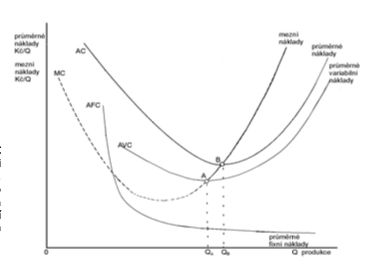 průměrné
náklady
Kč/Q
mezní
náklady
Kč/Q
AC
MC
AFC
AVC
mezní
náklady
průměrné
náklady
průměrné
variabilní
náklady
B
A
průměrné
fixní náklady
0
Q produkce